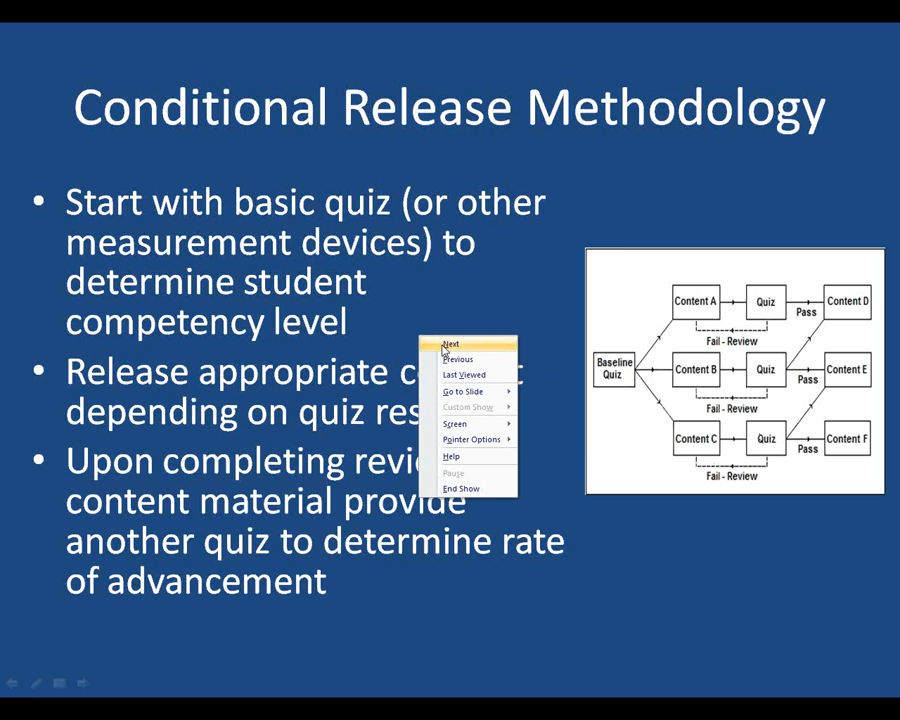 Conditional Release Methodology
• Start with basic quiz (or other
measurement devices) to
determine student
competency level
• Release appropriate
depending on quiz
• Upon completing
content material provide
another quiz to determine rate
of advancement
Next
Previous
Last Viewed
Go to Slide
Custom Show
Screen
Pointer Options
Help
Pause
End Show
Content A
Quiz
Content D
Pass
Fail - Review
Baseline
Quiz
Content B
Quiz
Content E
Pass
Fail - Review
Content C
Quiz
Content F
Pass
Fail - Review